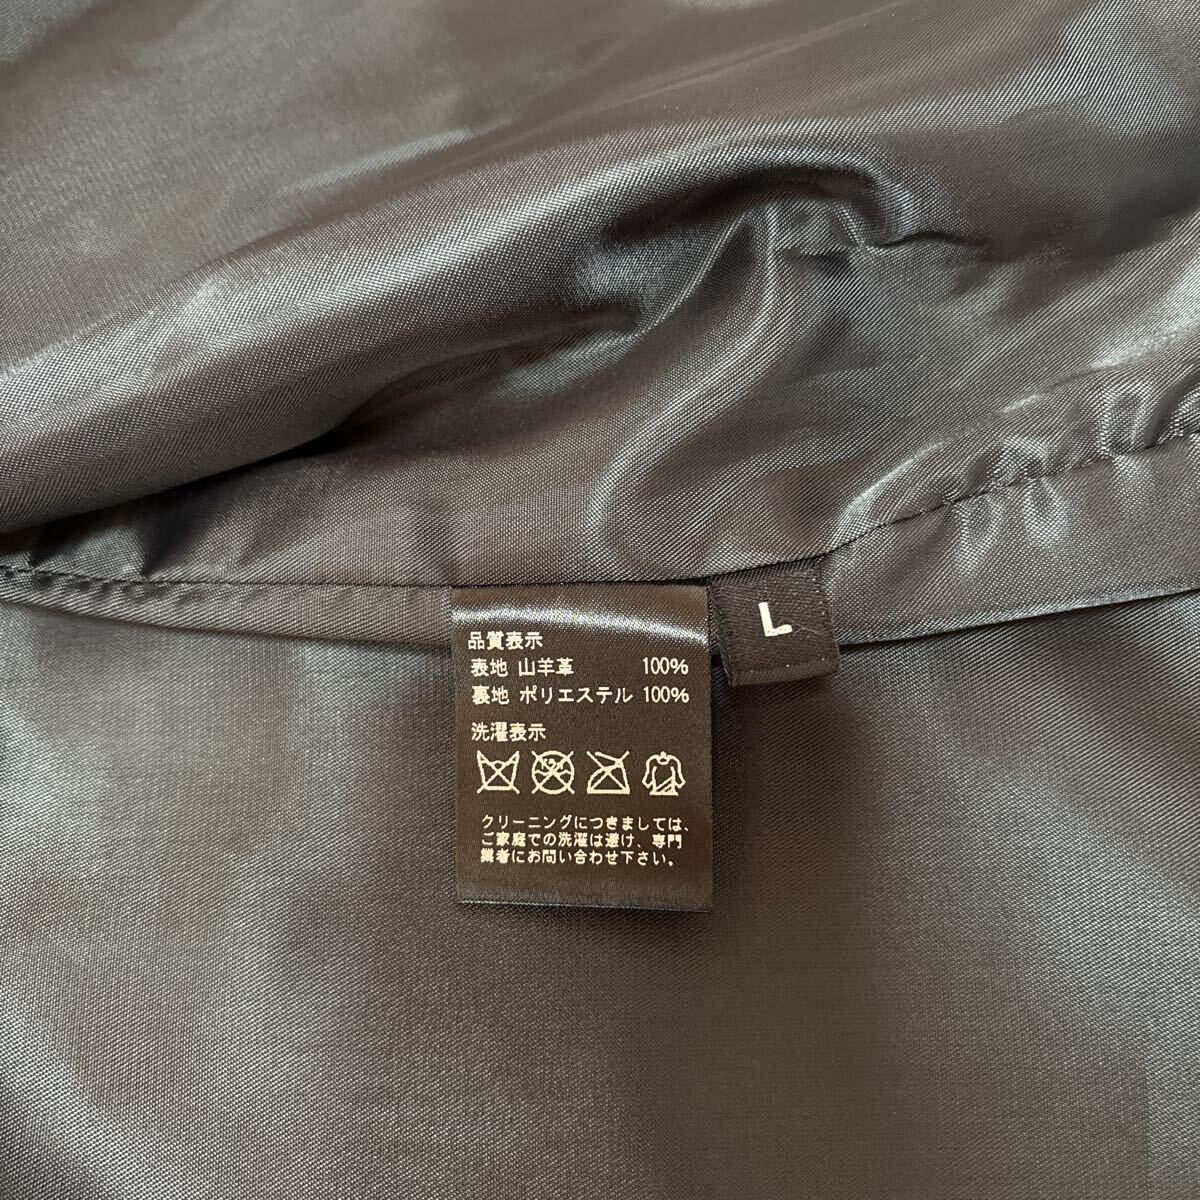 品質表示
表地 山羊革 100%
裏地 ポリエステル 100%
洗濯表示
クリーニングにつきましては、
ご家庭での洗濯は避け、専門
業者にお問い合わせ下さい。
L